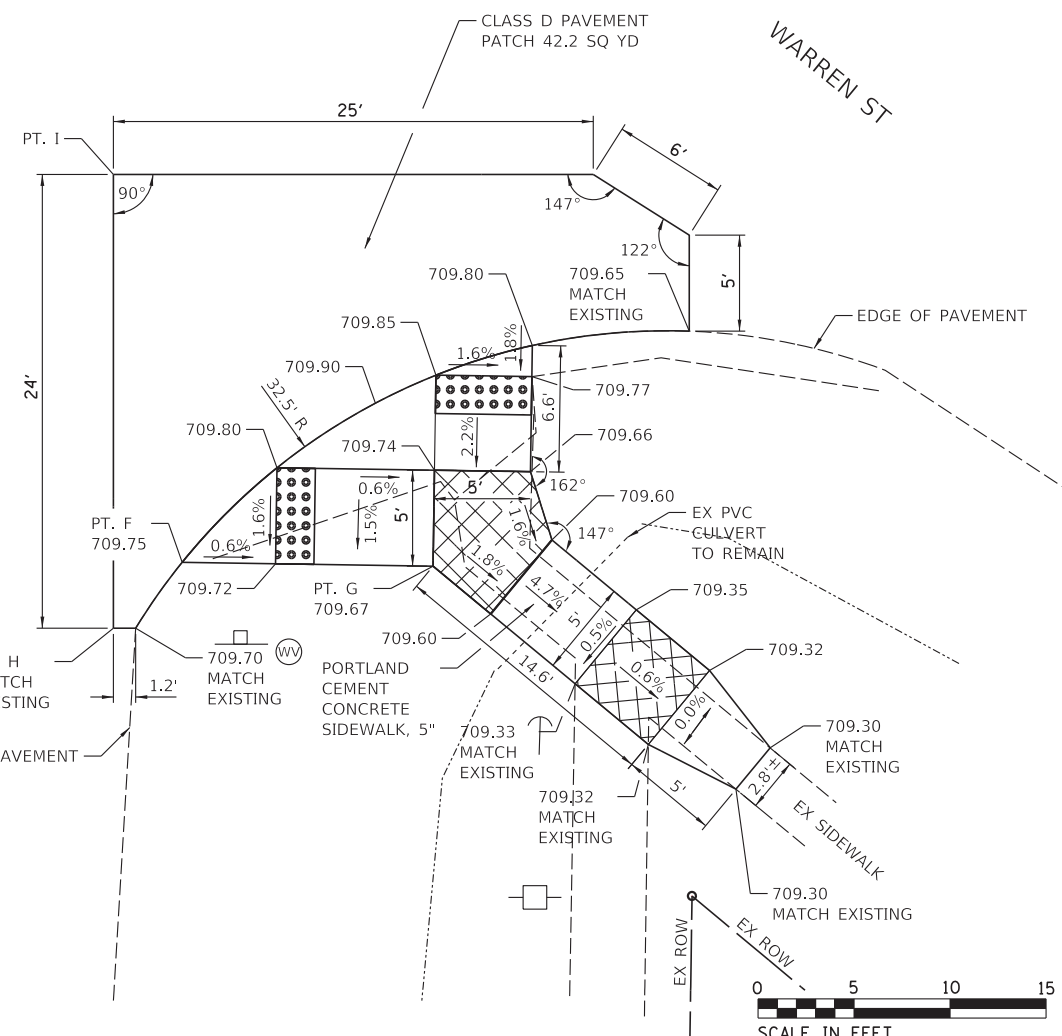 CLASS D PAVEMENT
PATCH 42.2 SQ YD
WARREN ST
25'
PT. I
6'
90°
147°
122°
5'
24'
709.80
709.65
MATCH
EXISTING
EDGE OF PAVEMENT
709.85
1.6%
1.8%
709.90
32.5' R
709.77
6.6'
709.80
709.74
2.2%
709.66
162°
0.6%
5'
5'
709.60
147°
EX PVC
CULVERT
TO REMAIN
PT. F
709.75
1.6%
0.6%
1.5%
1.6%
1.8%
4.7%
709.72
PT. G
709.67
709.35
5'
0.5%
709.60
H
TCH
STING
1.2'
709.70
MATCH
EXISTING
WV
PORTLAND
CEMENT
CONCRETE
SIDEWALK, 5"
14.6'
0.6%
709.32
0.0%
AVEMENT
709.33
MATCH
EXISTING
709.30
MATCH
EXISTING
2.8'±
709.32
MATCH
EXISTING
5'
EX SIDEWALK
709.30
MATCH EXISTING
EX ROW
EX ROW
0 5 10 15
SCALE IN FEET